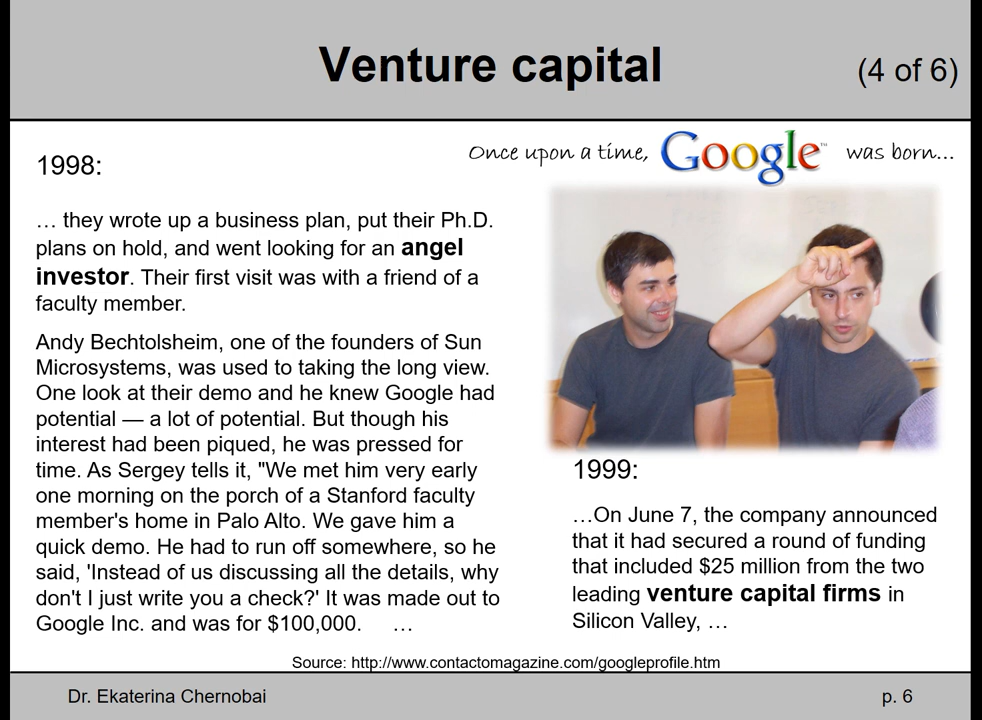 Venture capital
(4 of 6)
1998:
Once upon a time, Google™ was born...
… they wrote up a business plan, put their Ph.D.
plans on hold, and went looking for an angel
investor. Their first visit was with a friend of a
faculty member.
Andy Bechtolsheim, one of the founders of Sun
Microsystems, was used to taking the long view.
One look at their demo and he knew Google had
potential — a lot of potential. But though his
interest had been piqued, he was pressed for
time. As Sergey tells it, "We met him very early
one morning on the porch of a Stanford faculty
member's home in Palo Alto. We gave him a
quick demo. He had to run off somewhere, so he
said, 'Instead of us discussing all the details, why
don't I just write you a check?' It was made out to
Google Inc. and was for $100,000. …
1999:
…On June 7, the company announced
that it had secured a round of funding
that included $25 million from the two
leading venture capital firms in
Silicon Valley, …
Source: http://www.contactomagazine.com/googleprofile.htm
Dr. Ekaterina Chernobai
p. 6